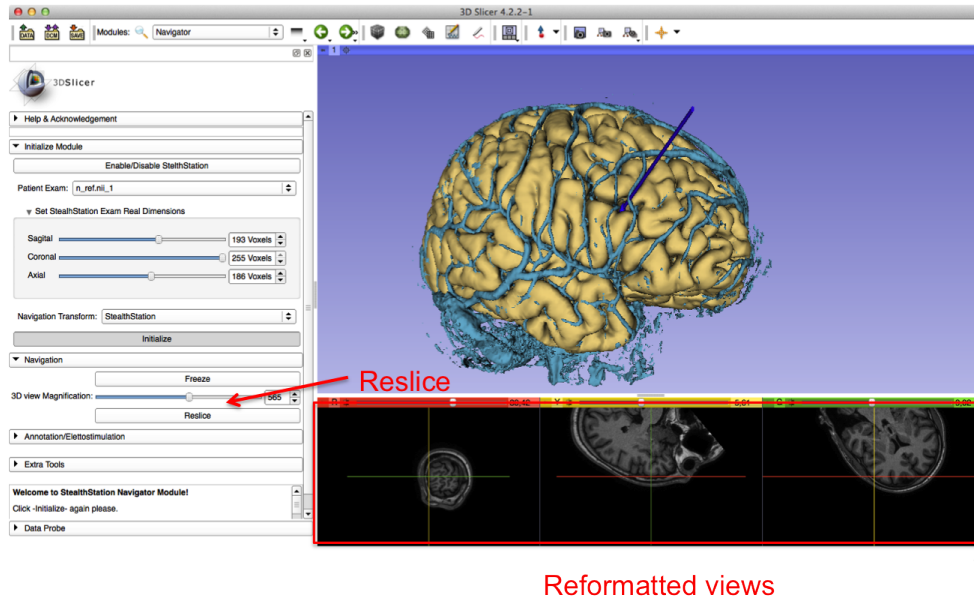 3D Slicer 4.2.2-1
DATA DCM SAVE Modules: Navigator
1
3DSlicer
Help & Acknowledgement
Initialize Module
Enable/Disable StelthStation
Patient Exam: n_ref.nii_1
Set StealhStation Exam Real Dimensions
Sagital 193 Voxels
Coronal 255 Voxels
Axial 186 Voxels
Navigation Transform: StealthStation
Initialize
Navigation
Freeze
3D view Magnification: 565
Reslice
Reslice
Annotation/Elettostimulation
Extra Tools
Welcome to StealthStation Navigator Module!
Click -Initialize- again please.
Data Probe
Reformatted views